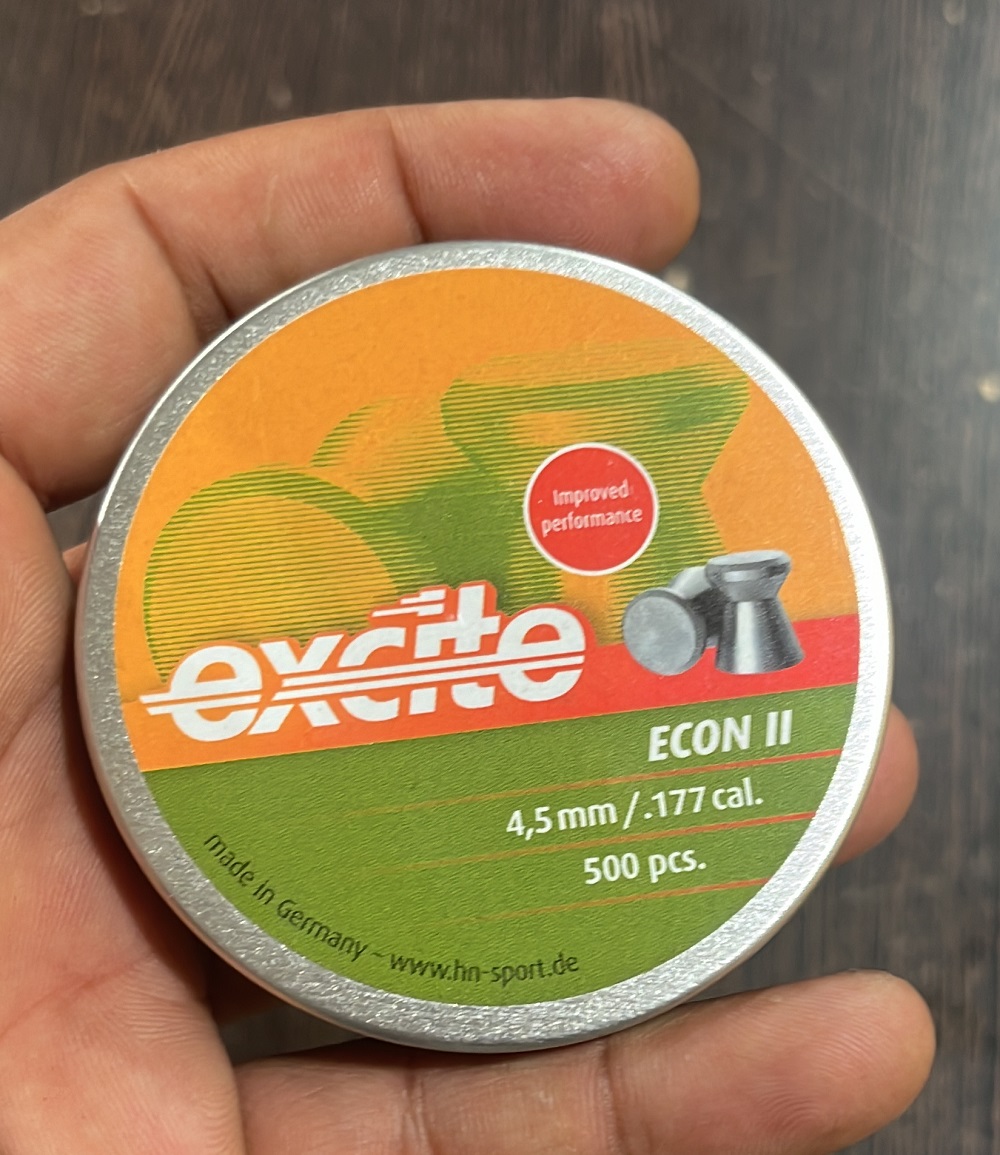 Improved
performance
excite
ECON II
4,5 mm / .177 cal.
500 pcs.
made in Germany – www.hn-sport.de